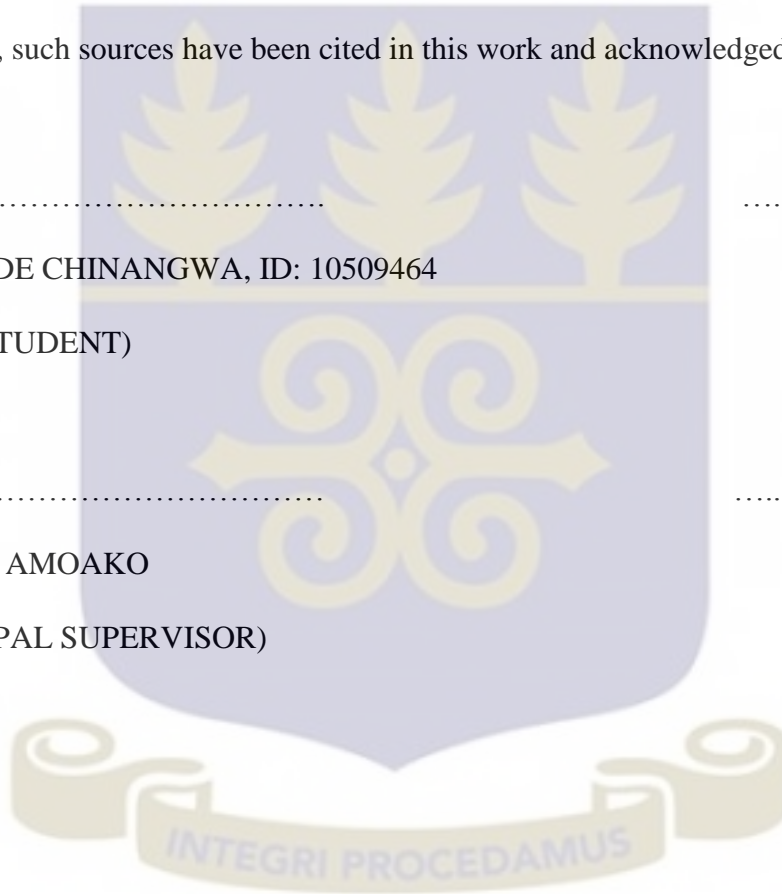 , such sources have been cited in this work and acknowledged
……………………………. …..
DE CHINANGWA, ID: 10509464
TUDENT)
…………………………… …...
AMOAKO
PAL SUPERVISOR)
INTEGRI PROCEDAMUS